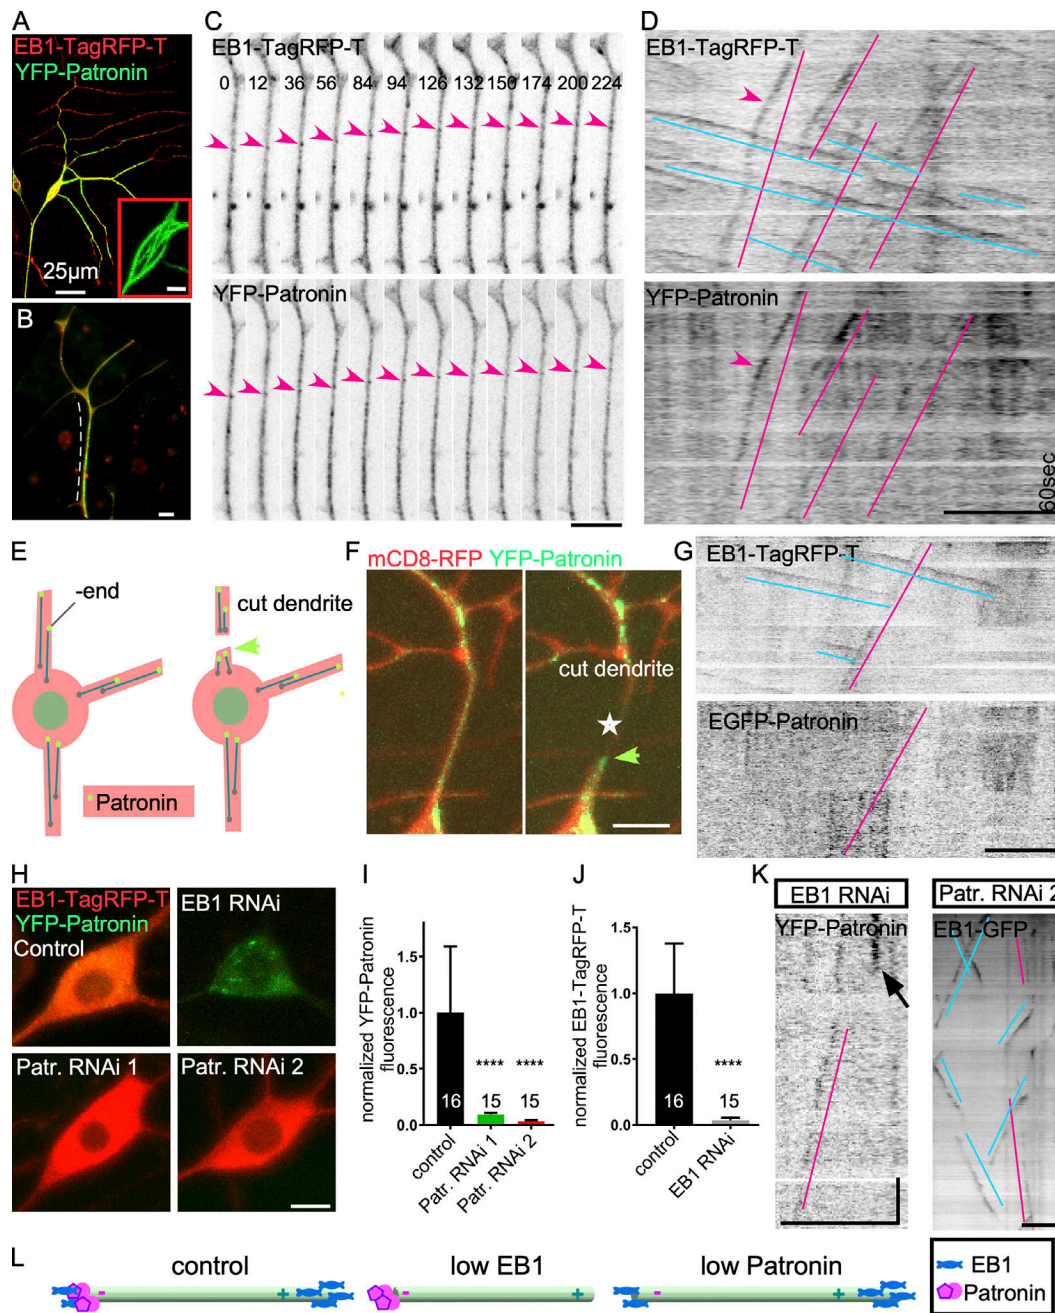 A
EB1-TagRFP-T
YFP-Patronin
25µm
B
C
EB1-TagRFP-T
0 12 36 56 84 94 126 132 150 174 200 224
YFP-Patronin
D
EB1-TagRFP-T
YFP-Patronin
60sec
E
-end
cut dendrite
Patronin
F
mCD8-RFP YFP-Patronin
cut dendrite
G
EB1-TagRFP-T
EGFP-Patronin
H
EB1-TagRFP-T
YFP-Patronin
Control
EB1 RNAi
Patr. RNAi 1
Patr. RNAi 2
I
normalized YFP-Patronin
fluorescence
1.5
1.0
0.5
0.0
**** ****
16 15 15
control
Patr. RNAi 1
Patr. RNAi 2
J
normalized EB1-TagRFP-T
fluorescence
1.5
1.0
0.5
0.0
****
16 15
control
EB1 RNAi
K
EB1 RNAi
YFP-Patronin
Patr. RNAi 2
EB1-GFP
L
control
- +
low EB1
- +
low Patronin
- +
EB1
Patronin